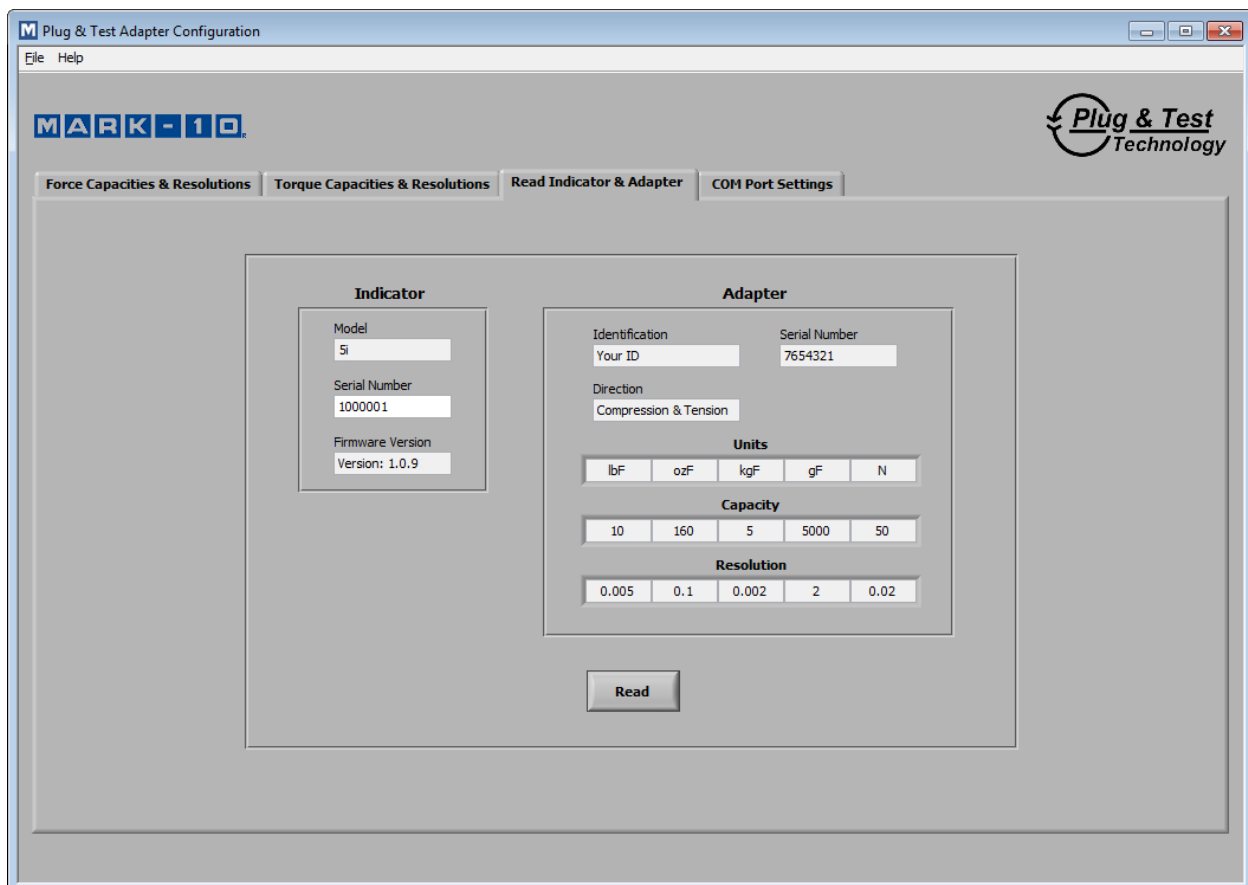 Plug & Test Adapter Configuration
File Help
MARK-10
Plug & Test
Technology
Force Capacities & Resolutions
Torque Capacities & Resolutions
Read Indicator & Adapter
COM Port Settings
Indicator
Model
5i
Serial Number
1000001
Firmware Version
Version: 1.0.9
Adapter
Identification
Your ID
Serial Number
7654321
Direction
Compression & Tension
Units
lbF ozF kgF gF N
Capacity
10 160 5 5000 50
Resolution
0.005 0.1 0.002 2 0.02
Read